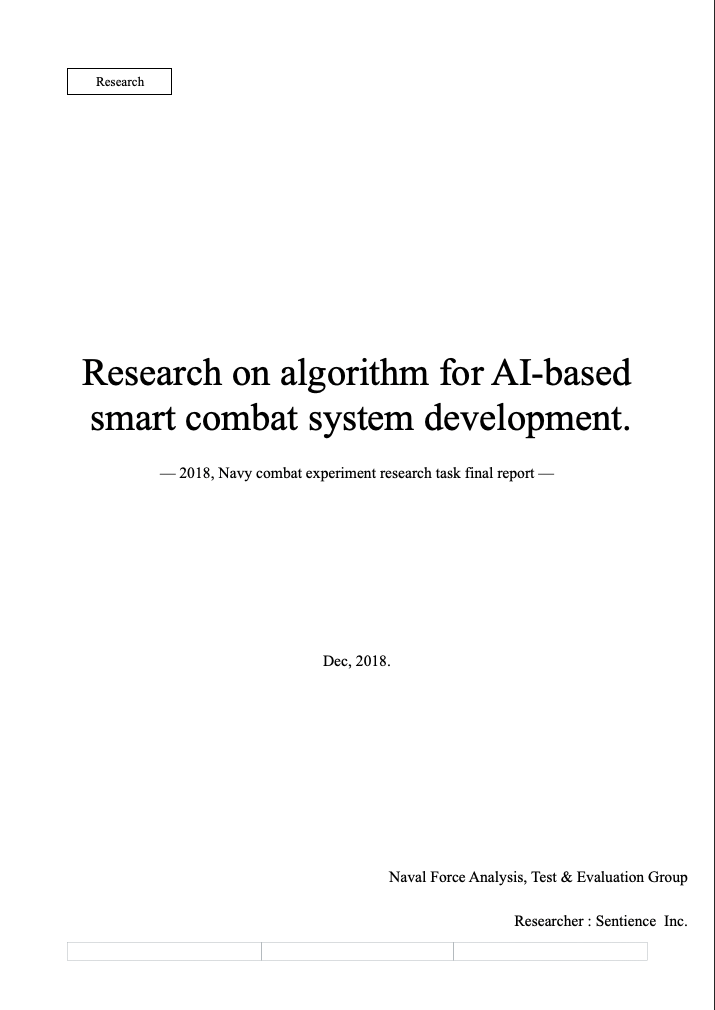 Research
Research on algorithm for AI-based
smart combat system development.
— 2018, Navy combat experiment research task final report —
Dec, 2018.
Naval Force Analysis, Test & Evaluation Group
Researcher : Sentience Inc.